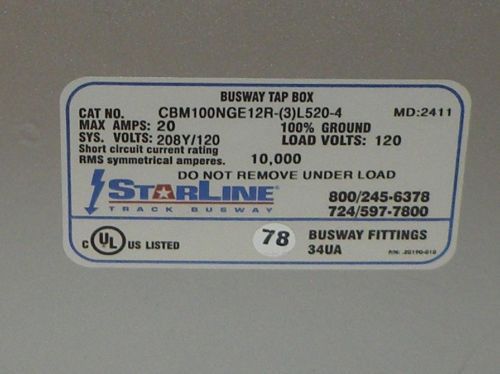 BUSWAY TAP BOX
CAT NO. CBM100NGE12R-(3)L520-4 MD:2411
MAX AMPS: 20 100% GROUND
SYS. VOLTS: 208Y/120 LOAD VOLTS: 120
Short circuit current rating
RMS symmetrical amperes. 10,000
DO NOT REMOVE UNDER LOAD
STARLINE®
TRACK BUSWAY
800/245-6378
724/597-7800
C UL US LISTED 78 BUSWAY FITTINGS
34UA